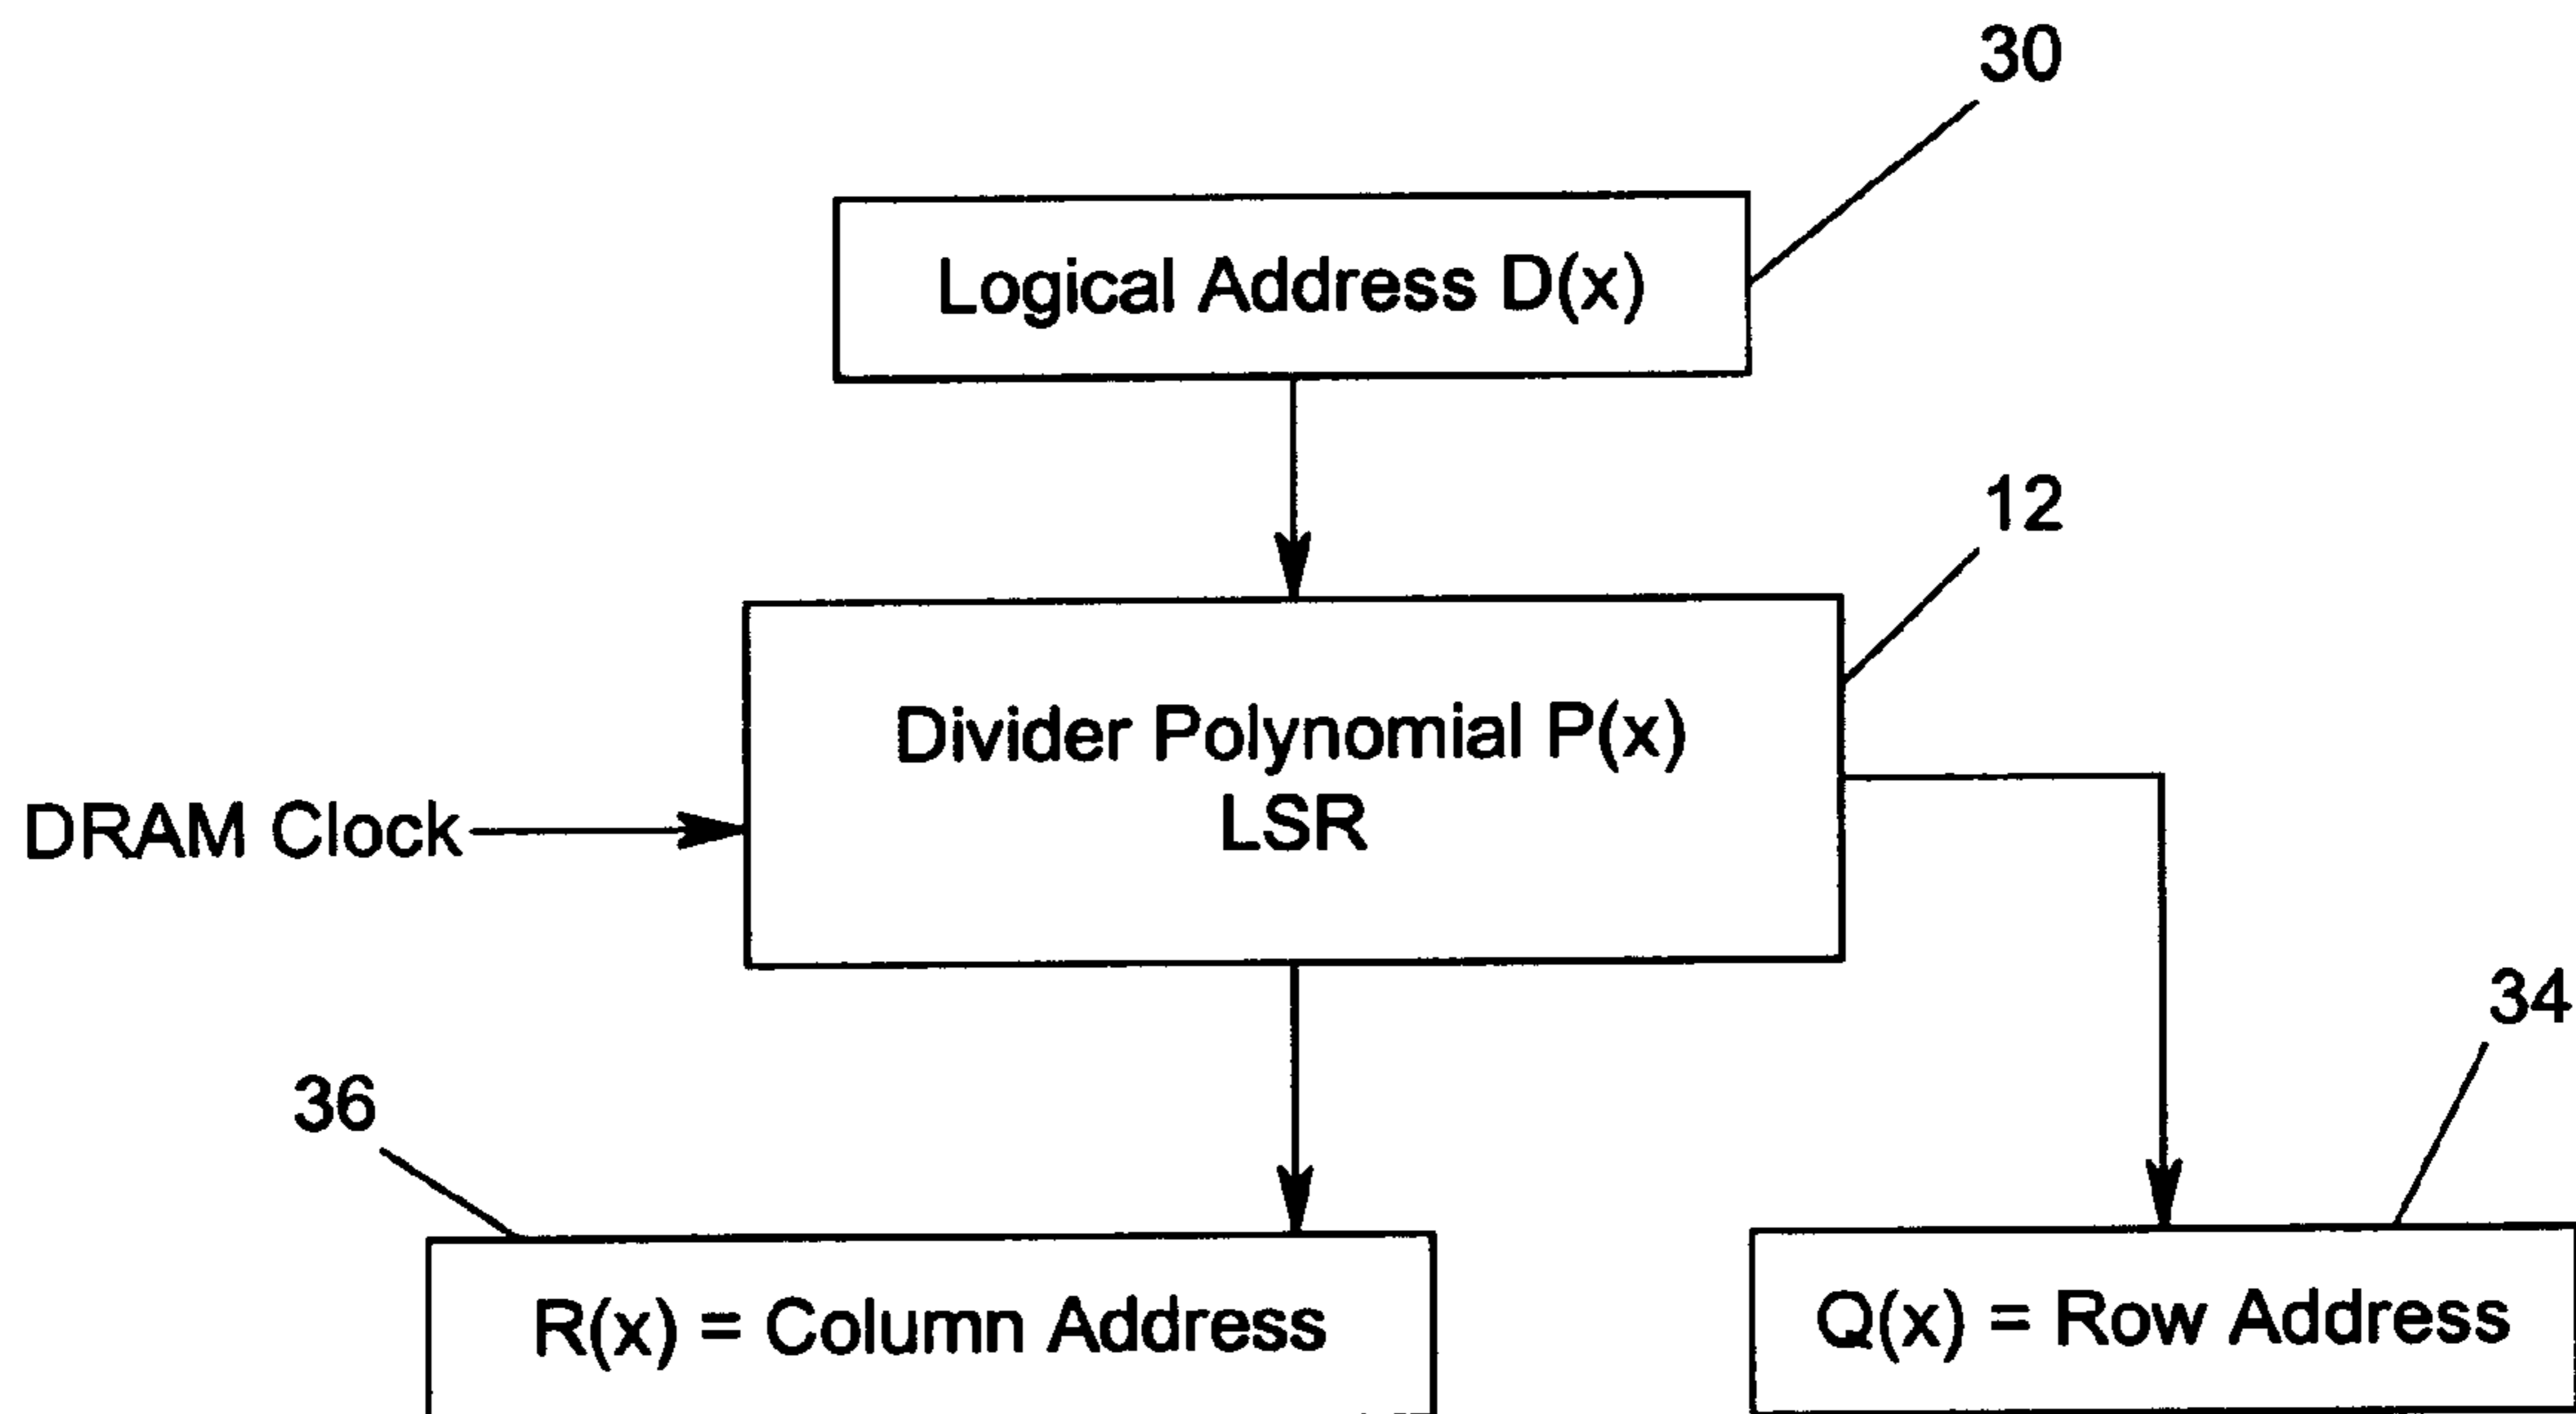 30
Logical Address D(x)
12
Divider Polynomial P(x)
LSR
DRAM Clock
34
36
R(x) = Column Address
Q(x) = Row Address